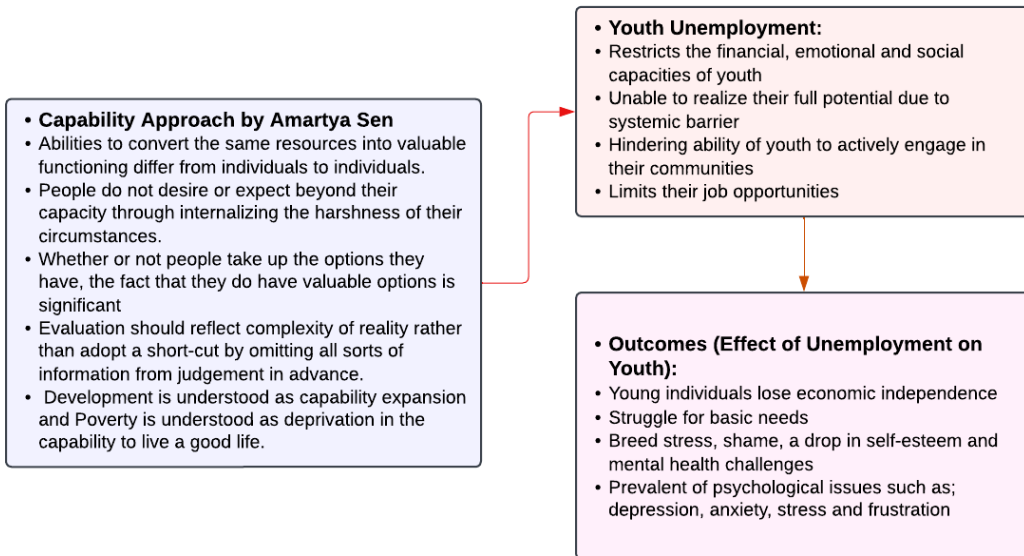 • Capability Approach by Amartya Sen
• Abilities to convert the same resources into valuable
functioning differ from individuals to individuals.
• People do not desire or expect beyond their
capacity through internalizing the harshness of their
circumstances.
• Whether or not people take up the options they
have, the fact that they do have valuable options is
significant
• Evaluation should reflect complexity of reality rather
than adopt a short-cut by omitting all sorts of
information from judgement in advance.
• Development is understood as capability expansion
and Poverty is understood as deprivation in the
capability to live a good life.
• Youth Unemployment:
• Restricts the financial, emotional and social
capacities of youth
• Unable to realize their full potential due to
systemic barrier
• Hindering ability of youth to actively engage in
their communities
• Limits their job opportunities
• Outcomes (Effect of Unemployment on
Youth):
• Young individuals lose economic independence
• Struggle for basic needs
• Breed stress, shame, a drop in self-esteem and
mental health challenges
• Prevalent of psychological issues such as;
depression, anxiety, stress and frustration